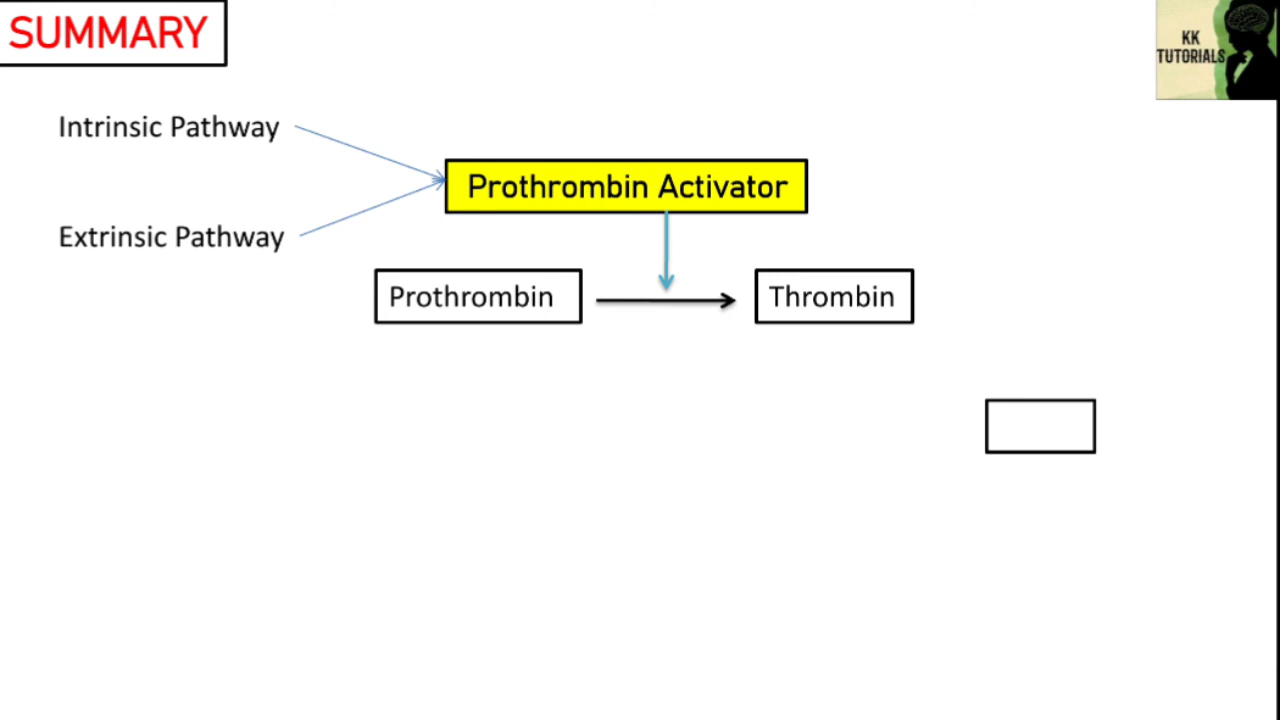 SUMMARY
KK
TUTORIALS
Intrinsic Pathway
Prothrombin Activator
Extrinsic Pathway
Prothrombin
Thrombin